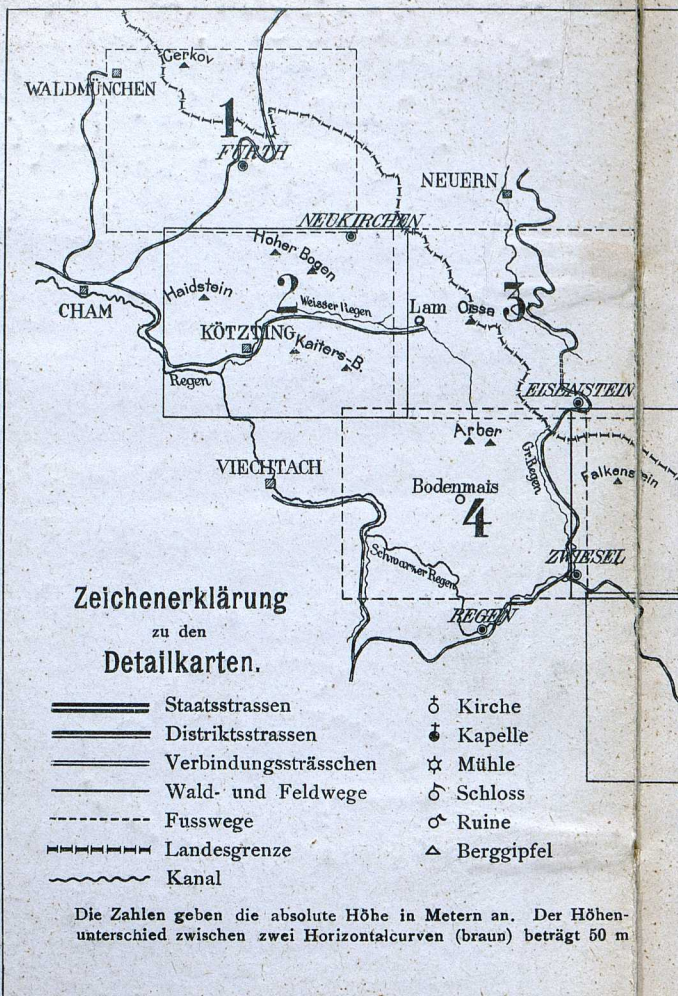 Čerkov
WALDMÜNCHEN
1
FURTH
NEUERN
NEUKIRCHEN
Hoher Bogen
Haidstein
2
Weisser Regen
Lam
Ossa
3
CHAM
KÖTZTING
Kaiters-B.
Regen
EISENSTEIN
Arber
Gr. Regen
VIECHTACH
Bodenmais
Falkenstein
4
Schwarzer Regen
ZWIESEL
REGEN
Zeichenerklärung
zu den
Detailkarten.
Staatsstrassen
Distriktsstrassen
Verbindungssträsschen
Wald- und Feldwege
Fusswege
Landesgrenze
Kanal
Kirche
Kapelle
Mühle
Schloss
Ruine
Berggipfel
Die Zahlen geben die absolute Höhe in Metern an. Der Höhen-
unterschied zwischen zwei Horizontalcurven (braun) beträgt 50 m